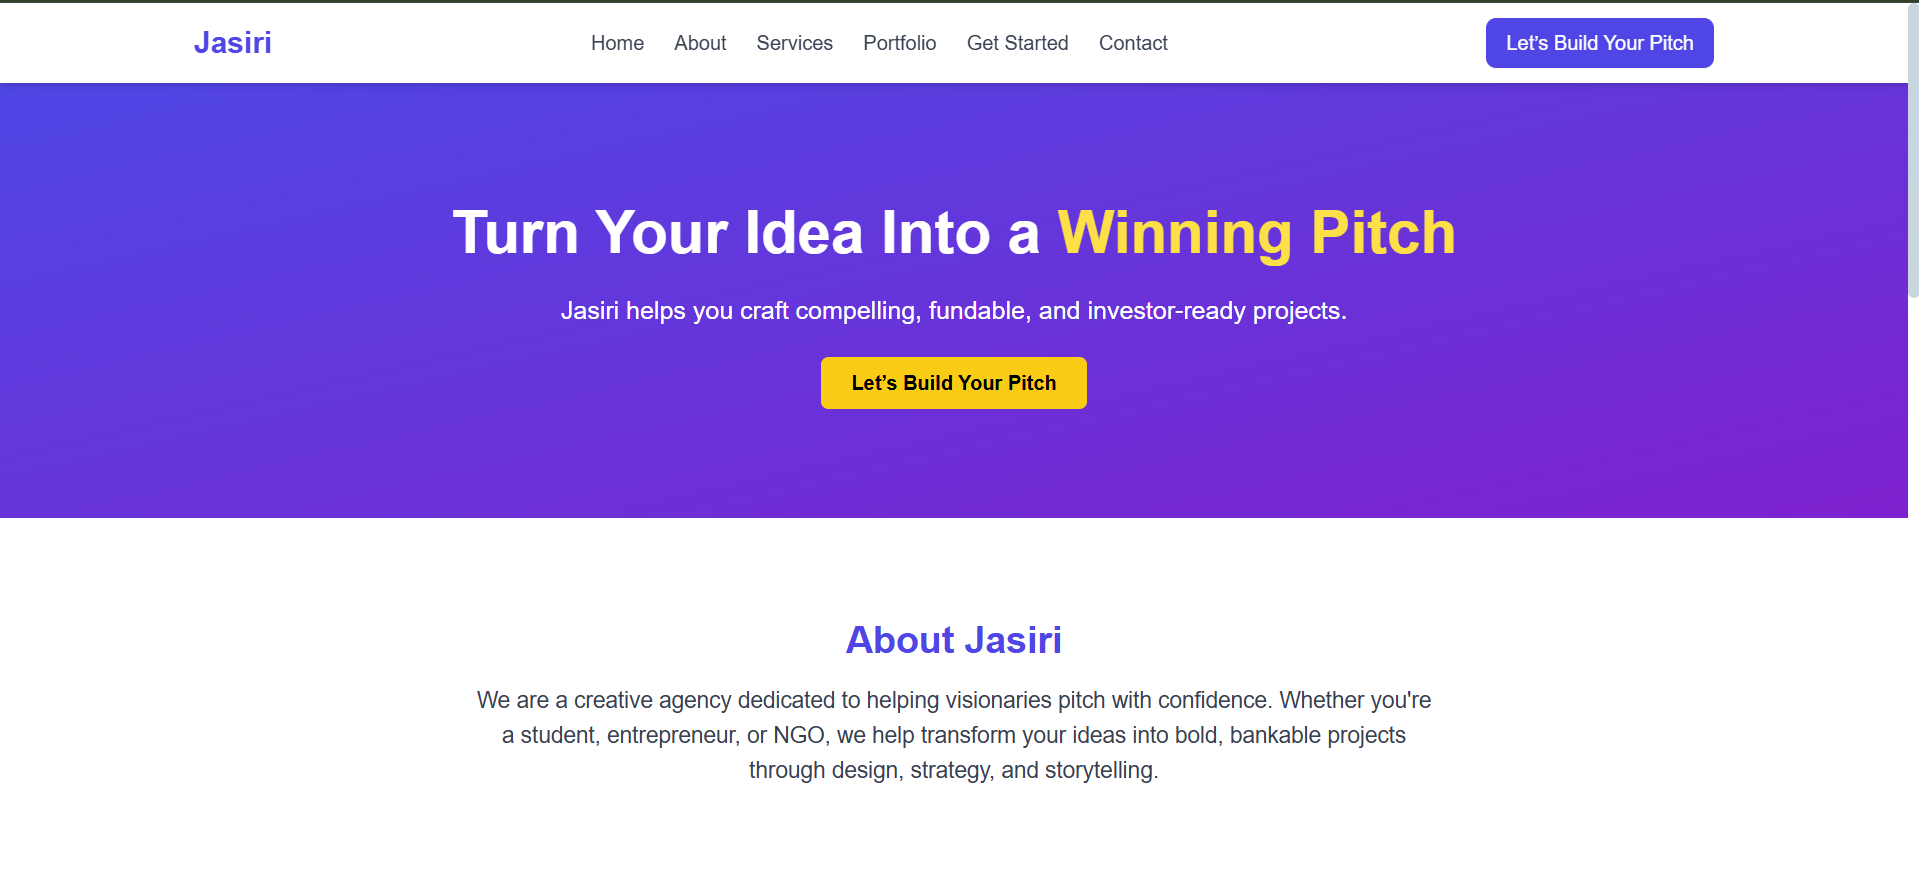 Jasiri
Home About Services Portfolio Get Started Contact
Let’s Build Your Pitch
Turn Your Idea Into a Winning Pitch
Jasiri helps you craft compelling, fundable, and investor-ready projects.
Let’s Build Your Pitch
About Jasiri
We are a creative agency dedicated to helping visionaries pitch with confidence. Whether you're
a student, entrepreneur, or NGO, we help transform your ideas into bold, bankable projects
through design, strategy, and storytelling.